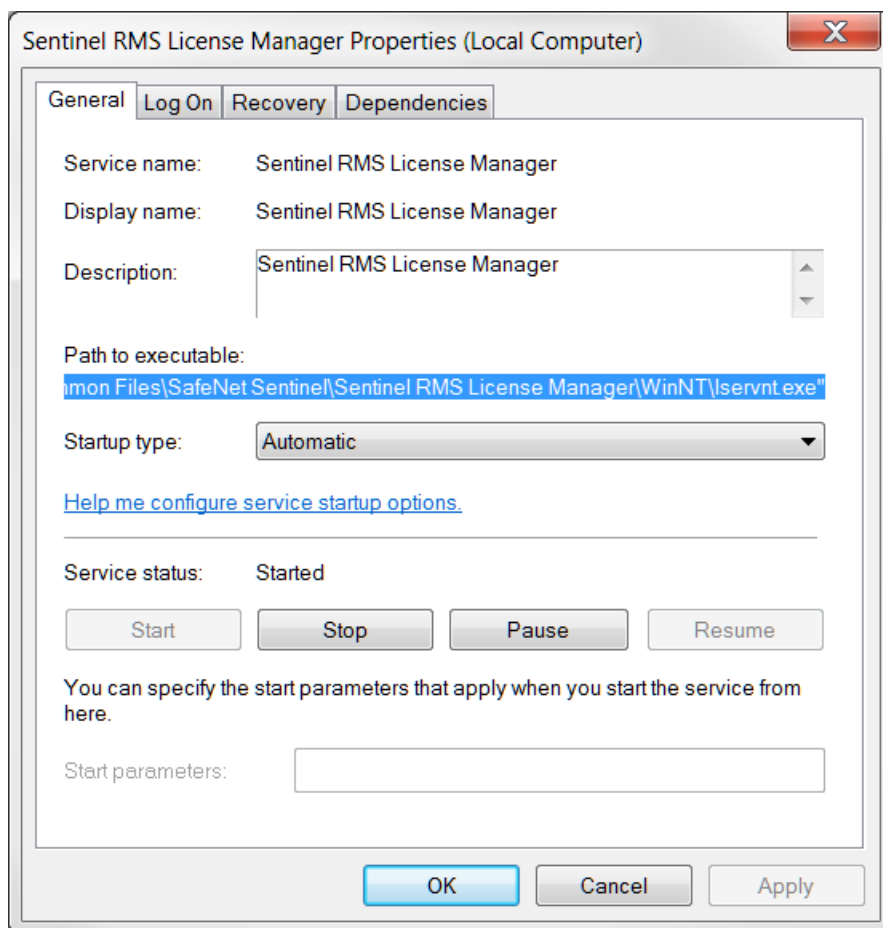 Sentinel RMS License Manager Properties (Local Computer)
General Log On Recovery Dependencies
Service name: Sentinel RMS License Manager
Display name: Sentinel RMS License Manager
Description: Sentinel RMS License Manager
Path to executable:
mon Files\SafeNet Sentinel\Sentinel RMS License Manager\WinNT\lservnt.exe"
Startup type: Automatic
Help me configure service startup options.
Service status: Started
Start Stop Pause Resume
You can specify the start parameters that apply when you start the service from
here.
Start parameters:
OK Cancel Apply